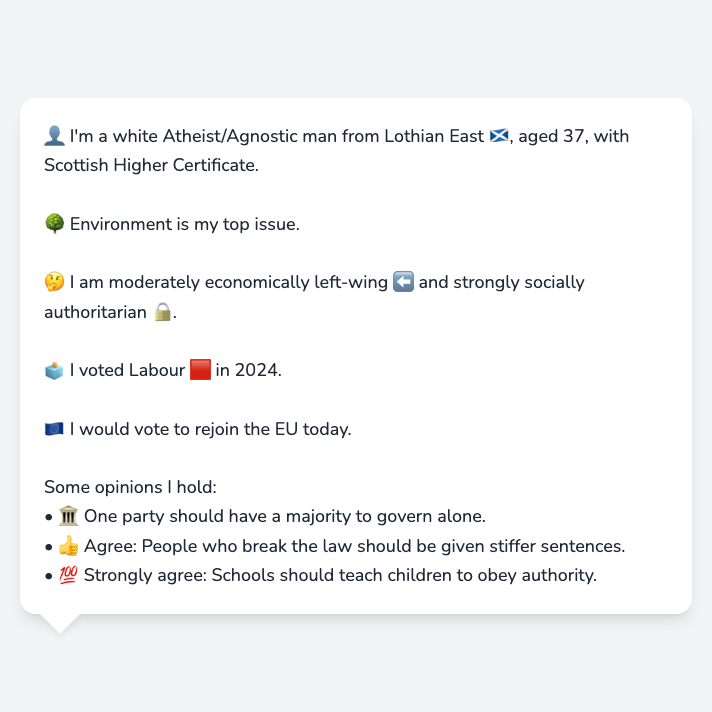 👤 I'm a white Atheist/Agnostic man from Lothian East 🏴󠁧󠁢󠁳󠁣󠁴󠁿, aged 37, with
Scottish Higher Certificate.
🌳 Environment is my top issue.
🤔 I am moderately economically left-wing ⬅️ and strongly socially
authoritarian 🔒.
🗳️ I voted Labour 🟥 in 2024.
🇪🇺 I would vote to rejoin the EU today.
Some opinions I hold:
• 🏛️ One party should have a majority to govern alone.
• 👍 Agree: People who break the law should be given stiffer sentences.
• 💯 Strongly agree: Schools should teach children to obey authority.